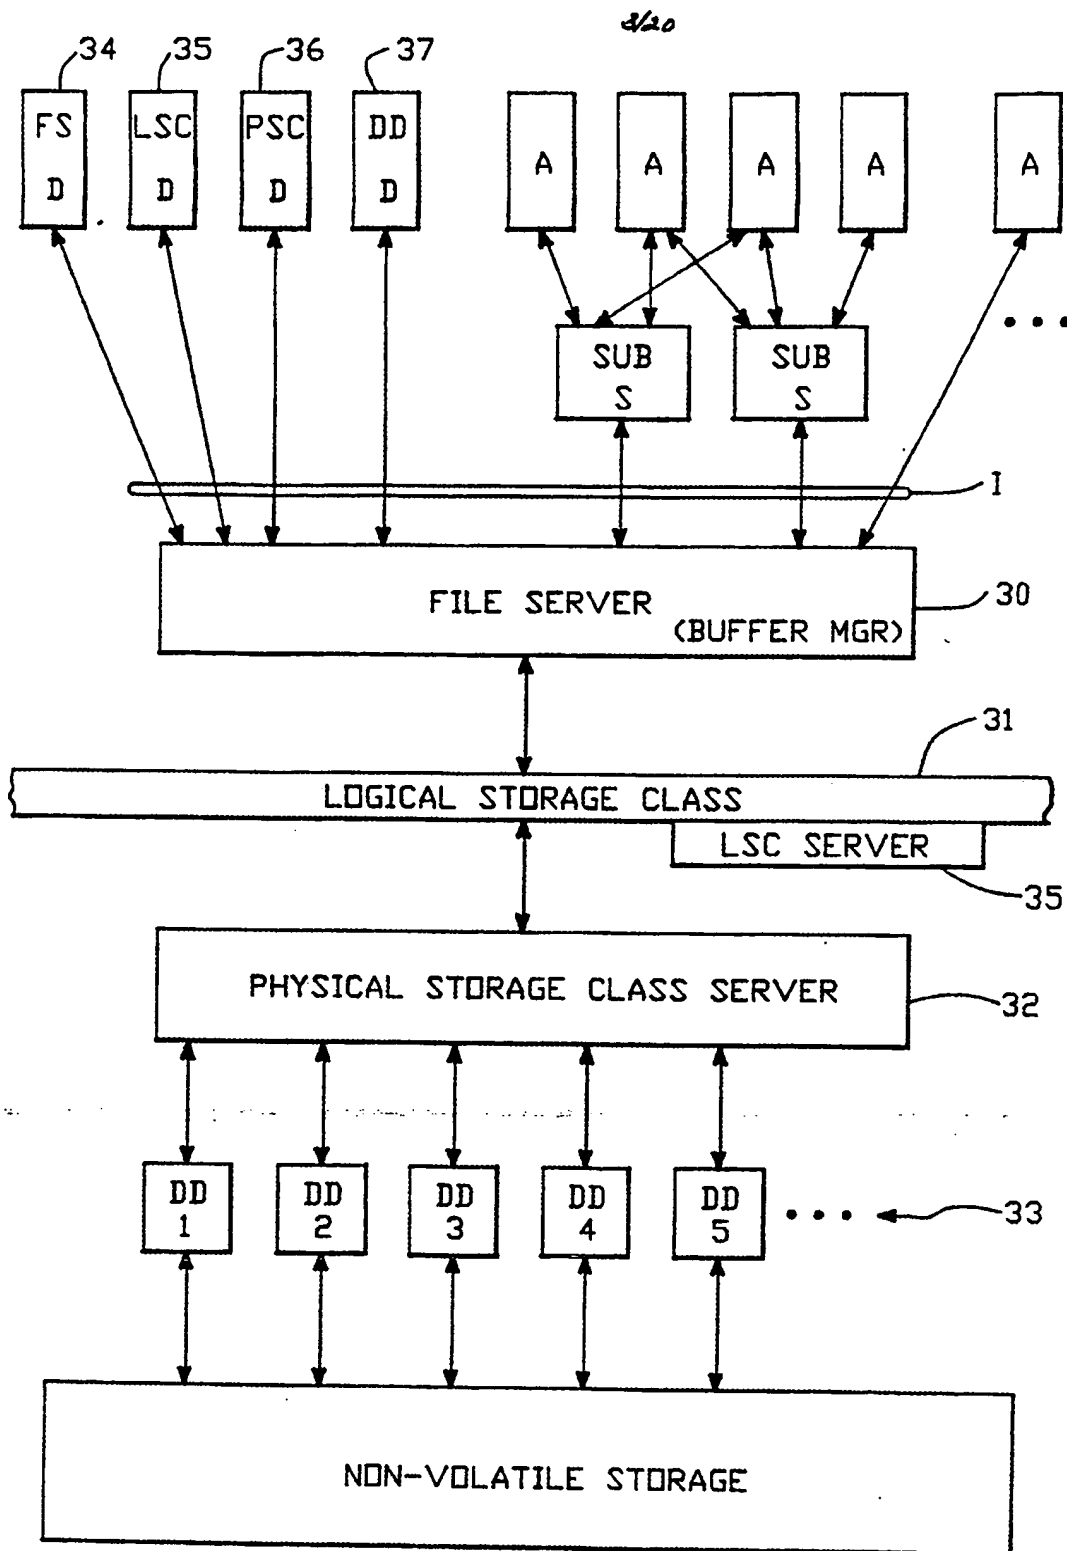 3/20
34 35 36 37
FS LSC PSC DD
D D D D
A A A A A
SUB SUB
S S
I
FILE SERVER
(BUFFER MGR)
30
31
LOGICAL STORAGE CLASS
LSC SERVER
35
PHYSICAL STORAGE CLASS SERVER
32
DD DD DD DD DD
1 2 3 4 5
33
NON-VOLATILE STORAGE